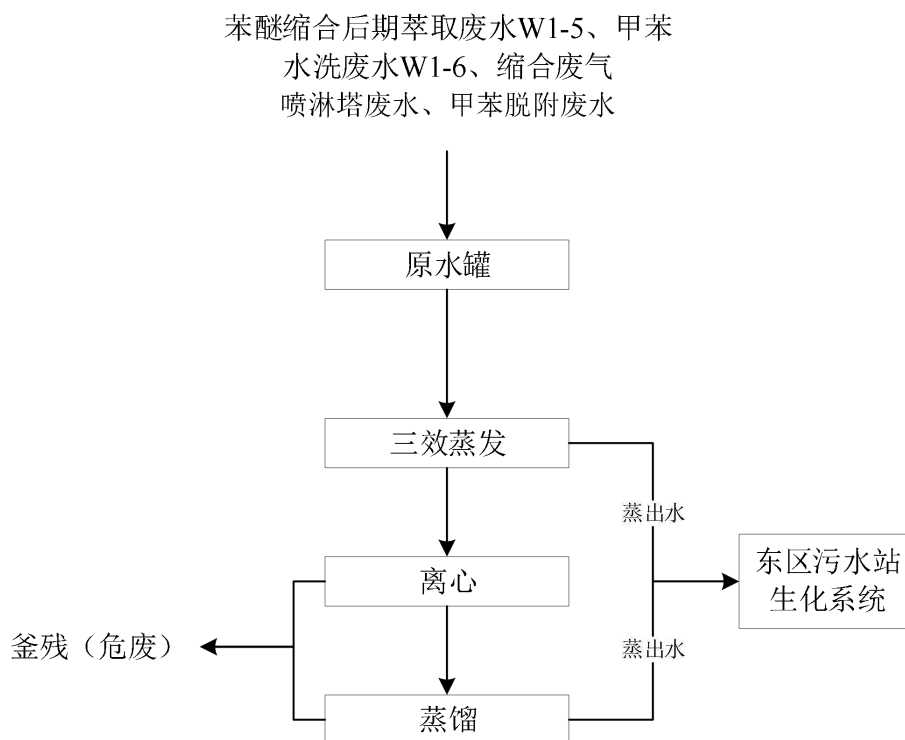 苯醚缩合后期萃取废水W1-5、甲苯
水洗废水W1-6、缩合废气
喷淋塔废水、甲苯脱附废水
原水罐
三效蒸发
蒸出水
东区污水站
生化系统
离心
釜残（危废）
蒸出水
蒸馏